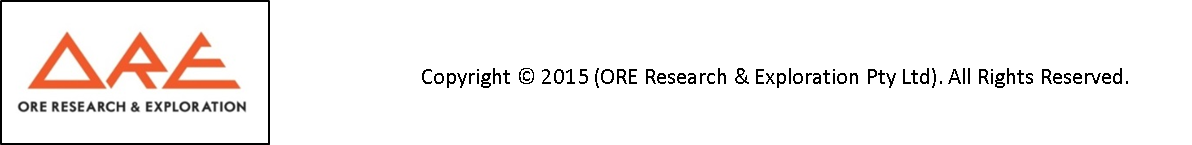 ORE
ORE RESEARCH & EXPLORATION
Copyright © 2015 (ORE Research & Exploration Pty Ltd). All Rights Reserved.